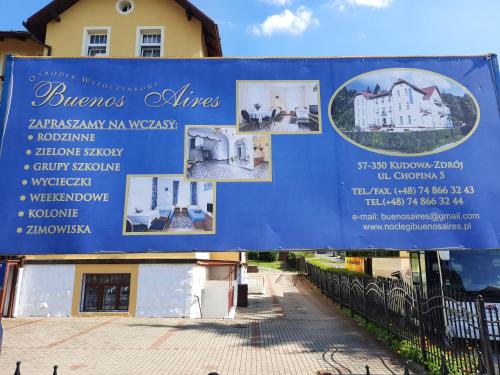 Ośrodek Wypoczynkowy
Buenos Aires
ZAPRASZAMY NA WCZASY:
• RODZINNE
• ZIELONE SZKOŁY
• GRUPY SZKOLNE
• WYCIECZKI
• WEEKENDOWE
• KOLONIE
• ZIMOWISKA
57-350 KUDOWA-ZDRÓJ
UL. CHOPINA 5
TEL/FAX. (+48) 74 866 32 43
TEL.(+48) 74 866 32 44
e-mail: buenosaires@gmail.com
www.noclegibuenosaires.pl